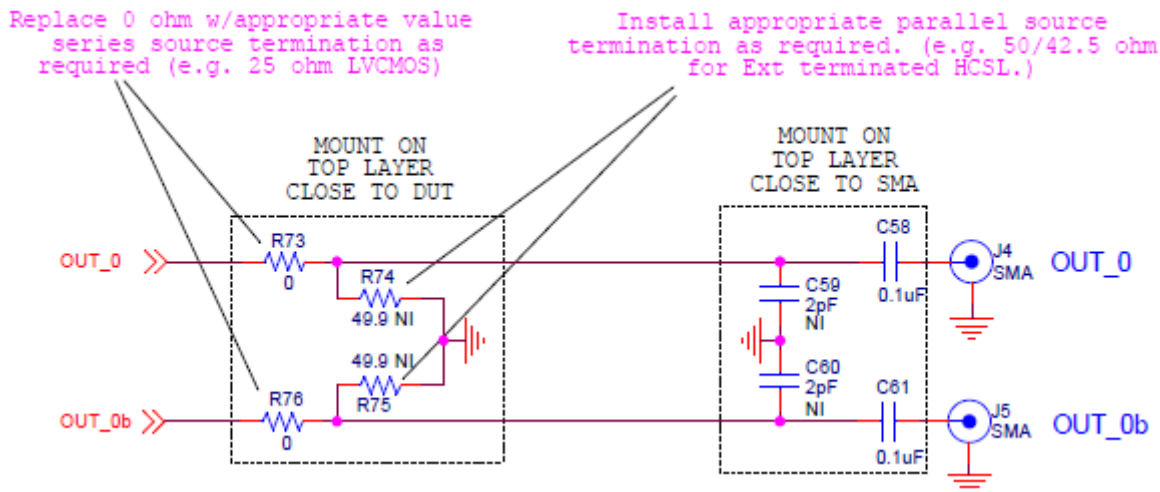 Replace 0 ohm w/appropriate value
series source termination as
required (e.g. 25 ohm LVCMOS)
Install appropriate parallel source
termination as required. (e.g. 50/42.5 ohm
for Ext terminated HCSL.)
MOUNT ON
TOP LAYER
CLOSE TO DUT
MOUNT ON
TOP LAYER
CLOSE TO SMA
OUT_0
R73
0
R74
49.9 NI
49.9 NI
R75
OUT_0b
R76
0
C58
0.1uF
J4
SMA
OUT_0
C59
2pF
NI
C60
2pF
NI
C61
0.1uF
J5
SMA
OUT_0b